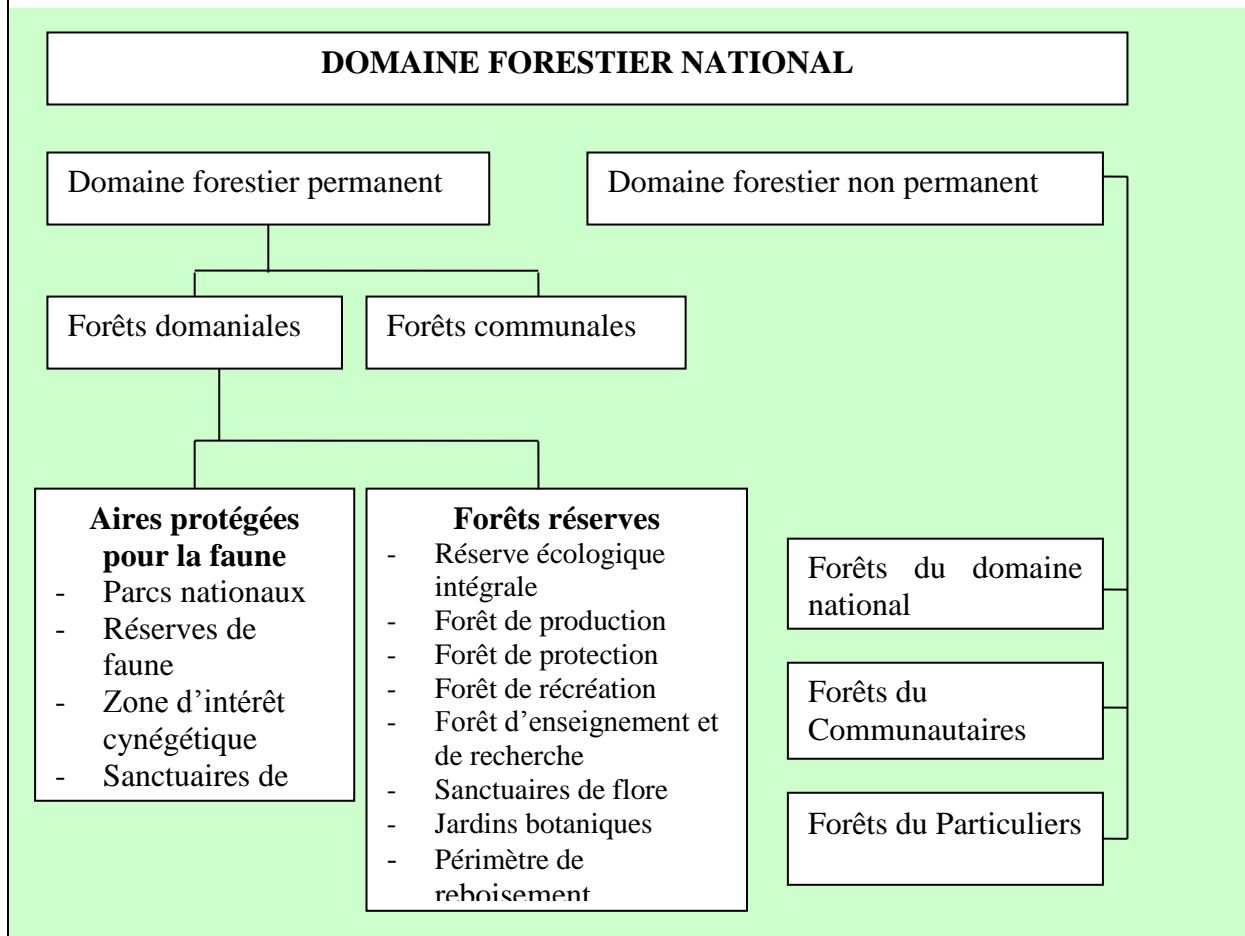 DOMAINE FORESTIER NATIONAL
Domaine forestier permanent
Domaine forestier non permanent
Forêts domaniales
Forêts communales
Aires protégées
pour la faune
- Parcs nationaux
- Réserves de
faune
- Zone d’intérêt
cynégétique
- Sanctuaires de
Forêts réserves
- Réserve écologique
intégrale
- Forêt de production
- Forêt de protection
- Forêt de récréation
- Forêt d’enseignement et
de recherche
- Sanctuaires de flore
- Jardins botaniques
- Périmètre de
reboisement
Forêts du domaine
national
Forêts du
Communautaires
Forêts du Particuliers